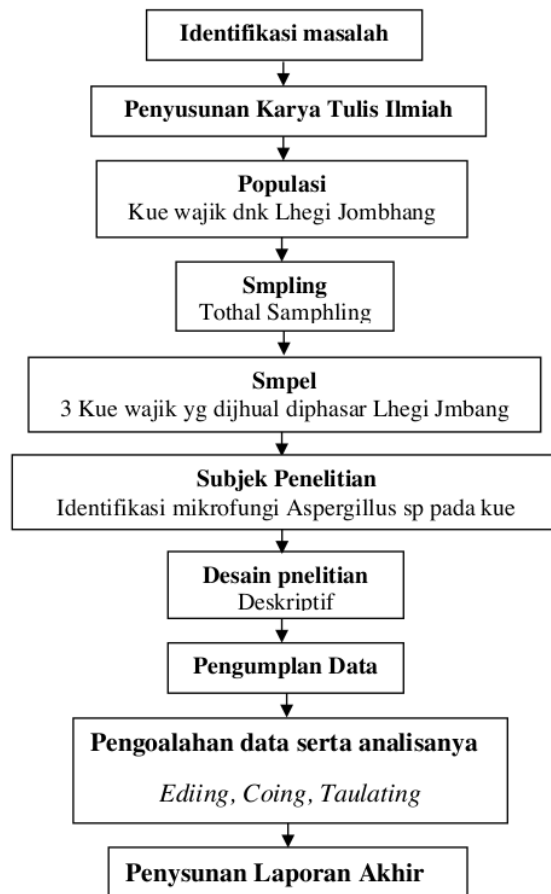 Identifikasi masalah
Penyusunan Karya Tulis Ilmiah
Populasi
Kue wajik dnk Lhegi Jombhang
Smpling
Tothal Samphling
Smpel
3 Kue wajik yg dijhual diphasar Lhegi Jmbang
Subjek Penelitian
Identifikasi mikrofungi Aspergillus sp pada kue
Desain pnelitian
Deskriptif
Pengumplan Data
Pengoalahan data serta analisanya
Ediing, Coing, Taulating
Penysunan Laporan Akhir